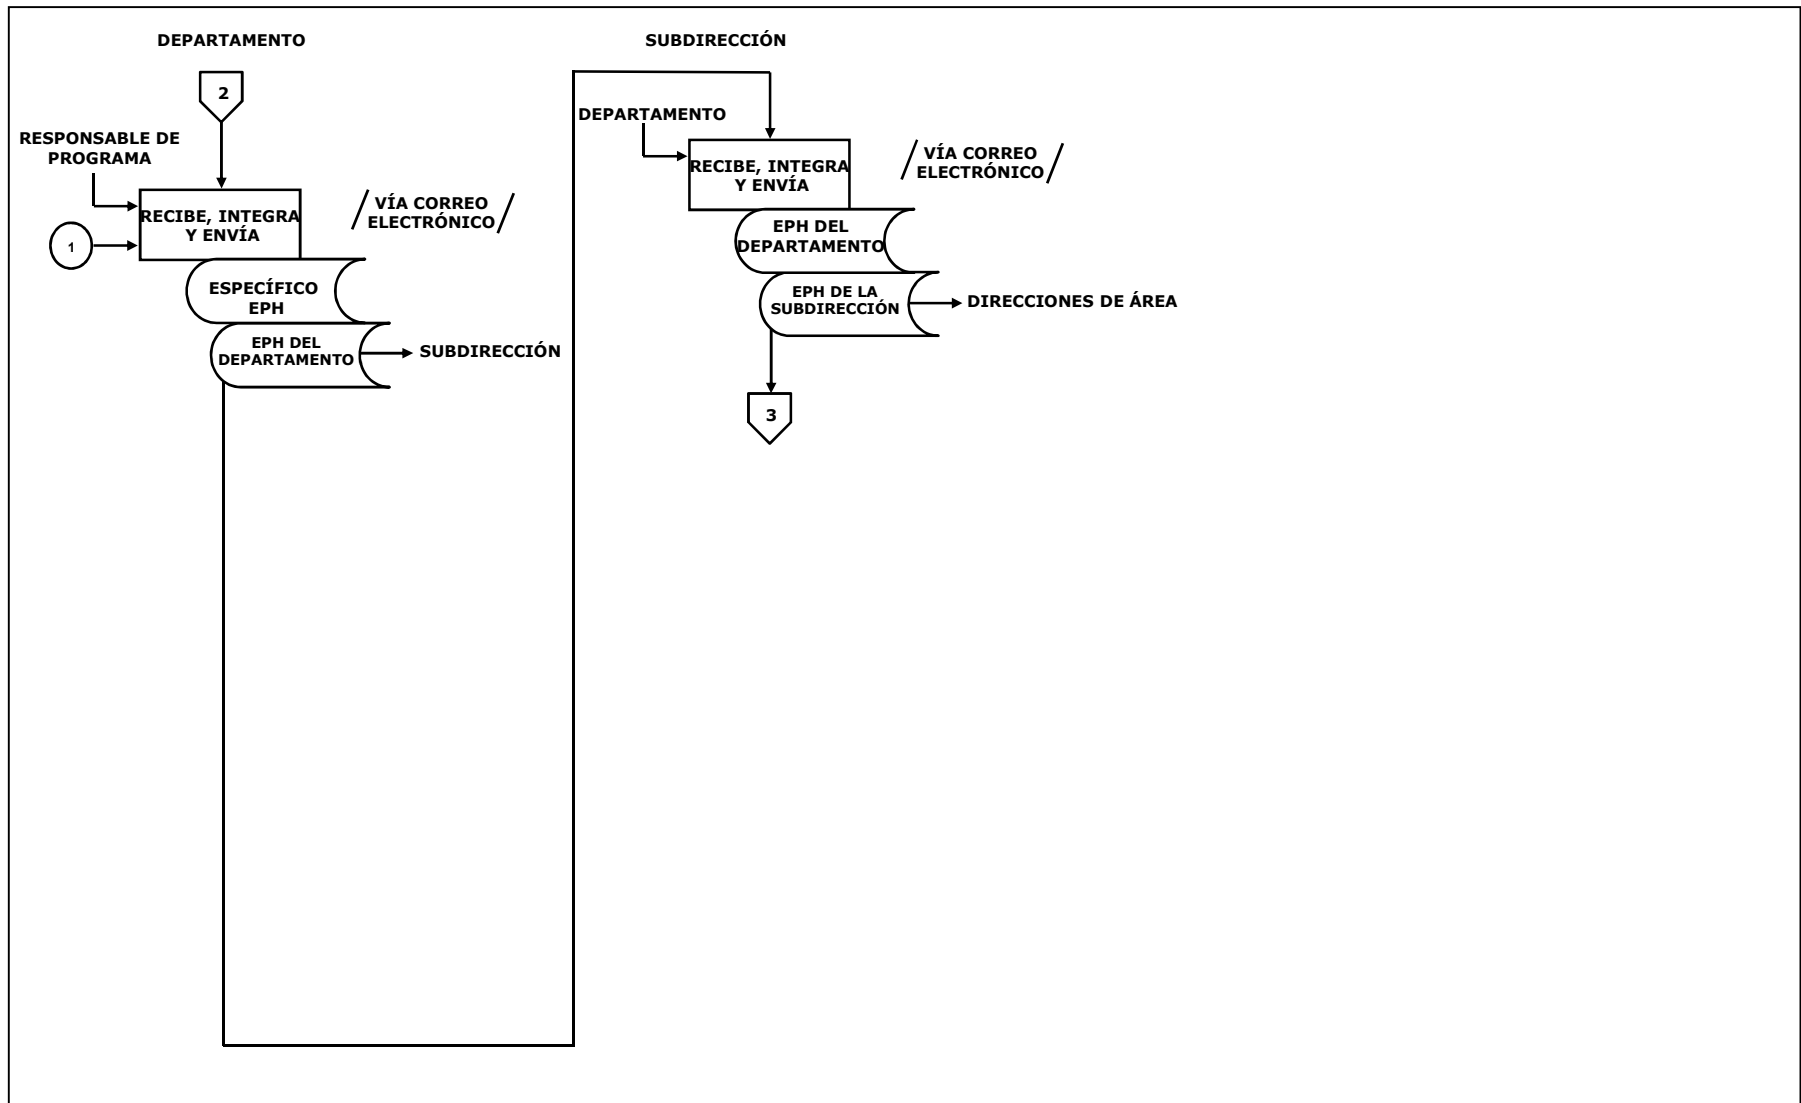 DEPARTAMENTO
2
RESPONSABLE DE
PROGRAMA
RECIBE, INTEGRA
Y ENVÍA
1
VÍA CORREO
ELECTRÓNICO
ESPECÍFICO
EPH
EPH DEL
DEPARTAMENTO
SUBDIRECCIÓN
SUBDIRECCIÓN
DEPARTAMENTO
RECIBE, INTEGRA
Y ENVÍA
VÍA CORREO
ELECTRÓNICO
EPH DEL
DEPARTAMENTO
EPH DE LA
SUBDIRECCIÓN
DIRECCIONES DE ÁREA
3